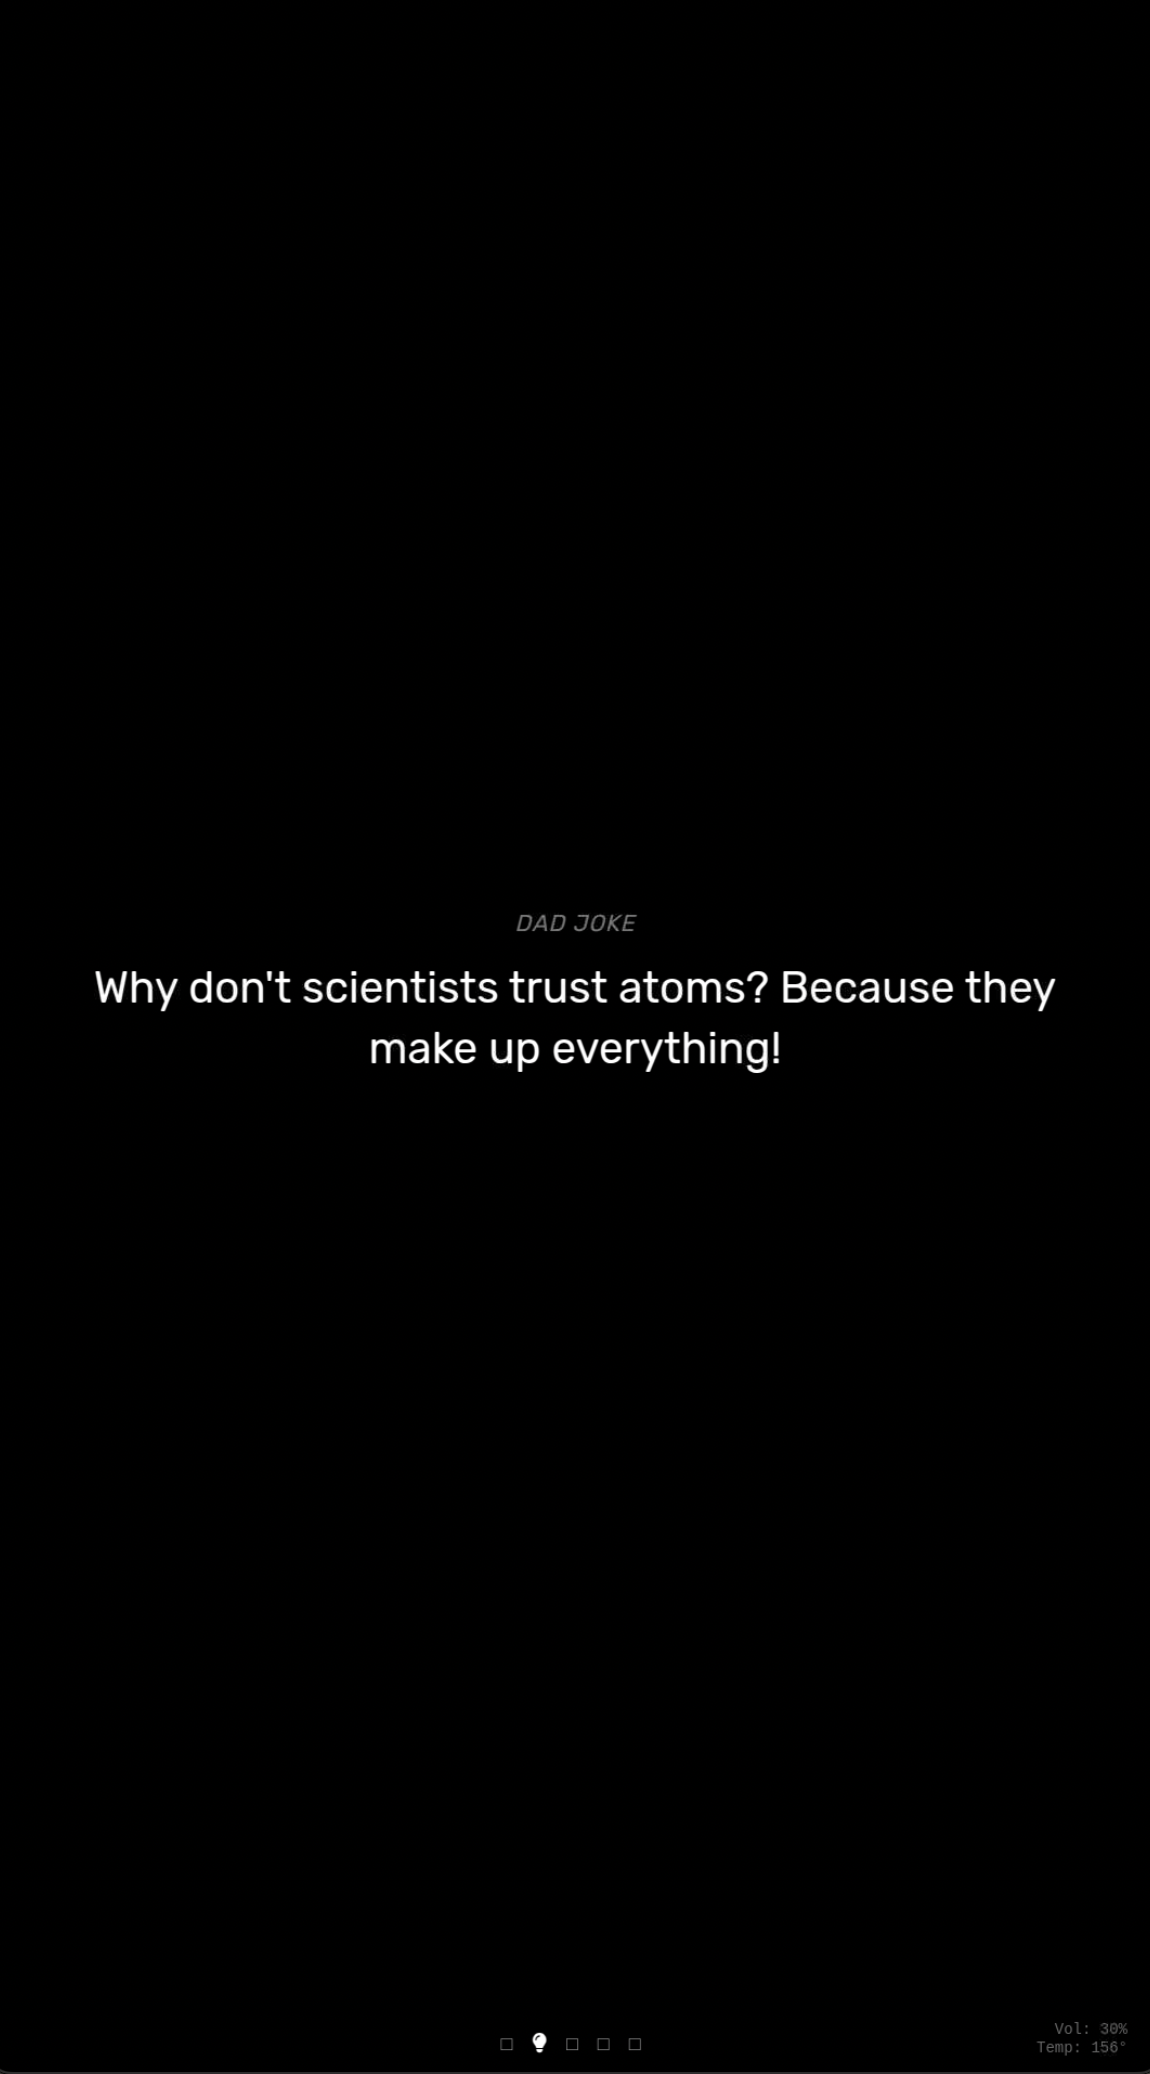 DAD JOKE
Why don't scientists trust atoms? Because they
make up everything!
Vol: 30%
Temp: 156°